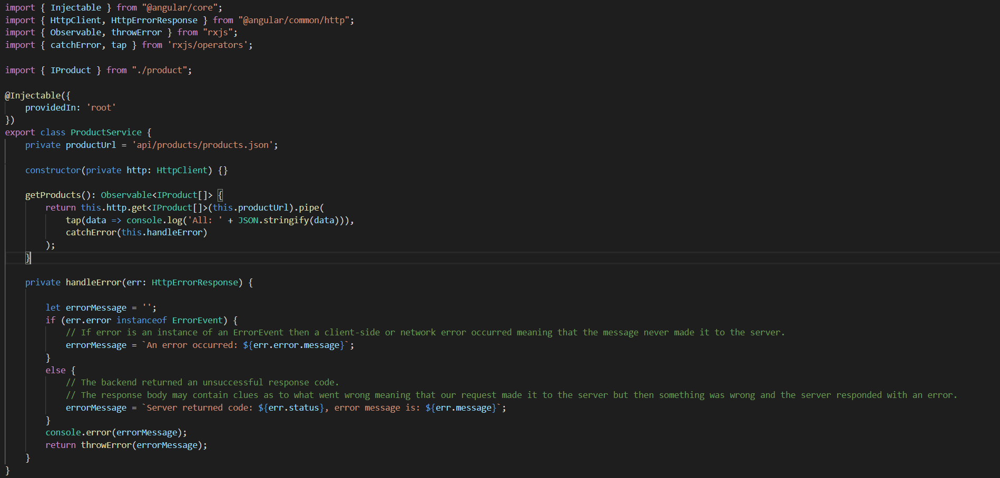 import { Injectable } from "@angular/core";
import { HttpClient, HttpErrorResponse } from "@angular/common/http";
import { Observable, throwError } from "rxjs";
import { catchError, tap } from 'rxjs/operators';

import { IProduct } from "./product";

@Injectable({
    providedIn: 'root'
})
export class ProductService {
    private productUrl = 'api/products/products.json';

    constructor(private http: HttpClient) {}

    getProducts(): Observable<IProduct[]> {
        return this.http.get<IProduct[]>(this.productUrl).pipe(
            tap(data => console.log('All: ' + JSON.stringify(data))),
            catchError(this.handleError)
        );
    }

    private handleError(err: HttpErrorResponse) {

        let errorMessage = '';
        if (err.error instanceof ErrorEvent) {
            // If error is an instance of an ErrorEvent then a client-side or network error occurred meaning that the message never made it to the server.
            errorMessage = `An error occurred: ${err.error.message}`;
        }
        else {
            // The backend returned an unsuccessful response code.
            // The response body may contain clues as to what went wrong meaning that our request made it to the server but then something was wrong and the server responded with an error.
            errorMessage = `Server returned code: ${err.status}, error message is: ${err.message}`;
        }
        console.error(errorMessage);
        return throwError(errorMessage);
    }
}